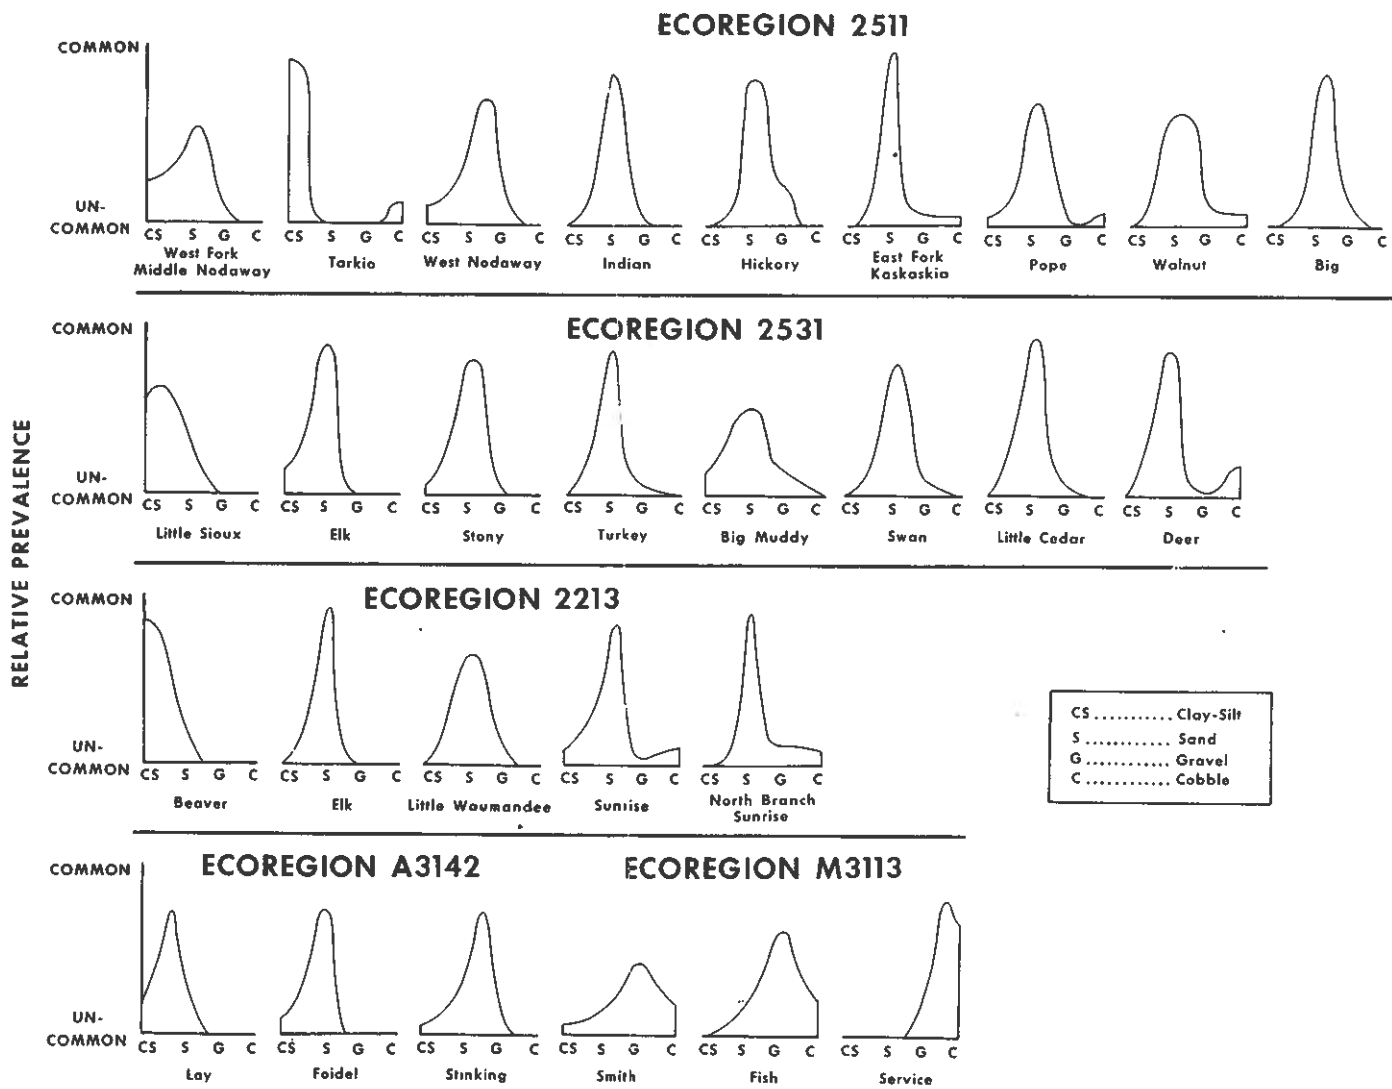 ECOREGION 2511
COMMON
UN-
COMMON
CS S G C CS S G C CS S G C CS S G C CS S G C CS S G C CS S G C CS S G C CS S G C
West Fork
Middle Nodaway
Tarkio
West Nodaway
Indian
Hickory
East Fork
Kaskaskia
Pope
Walnut
Big
RELATIVE PREVALENCE
ECOREGION 2531
COMMON
UN-
COMMON
CS S G C CS S G C CS S G C CS S G C CS S G C CS S G C CS S G C CS S G C
Little Sioux
Elk
Stony
Turkey
Big Muddy
Swan
Little Cedar
Deer
ECOREGION 2213
COMMON
UN-
COMMON
CS S G C CS S G C CS S G C CS S G C CS S G C
Beaver
Elk
Little Waumandee
Sunrise
North Branch
Sunrise
CS ........... Clay-Silt
S ............ Sand
G ............ Gravel
C ............ Cobble
ECOREGION A3142
ECOREGION M3113
COMMON
UN-
COMMON
CS S G C CS S G C CS S G C CS S G C CS S G C CS S G C
Lay
Foidel
Stinking
Smith
Fish
Service